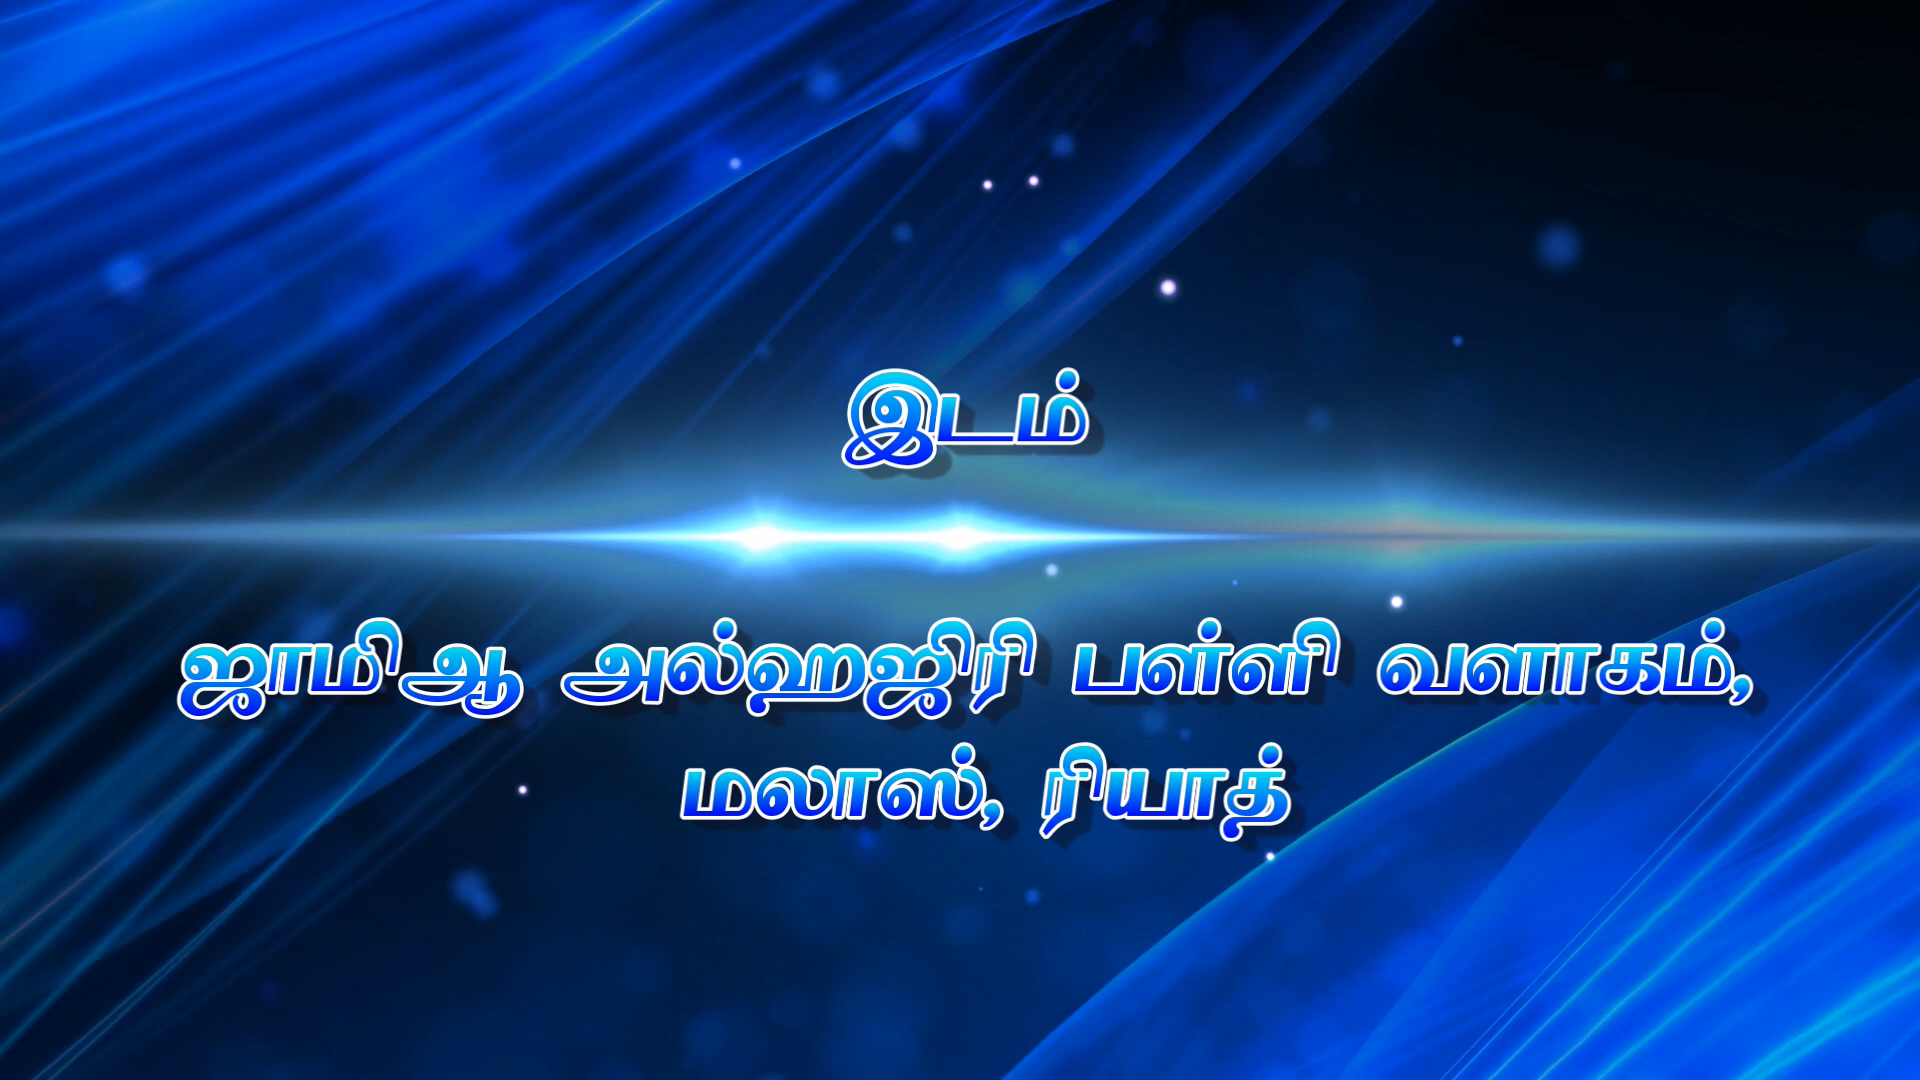 இடம்
ஜாமிஆ அல்ஹஜிரி பள்ளி வளாகம்,
மலாஸ், ரியாத்